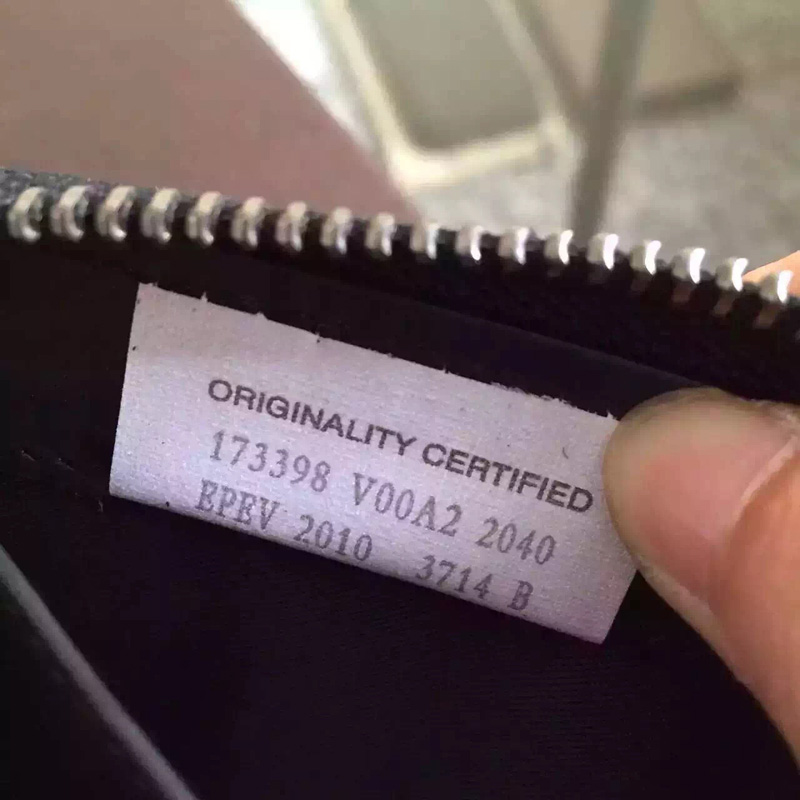 ORIGINALITY CERTIFIED
173398 V00A2 2040
EPEV 2010 3714 B